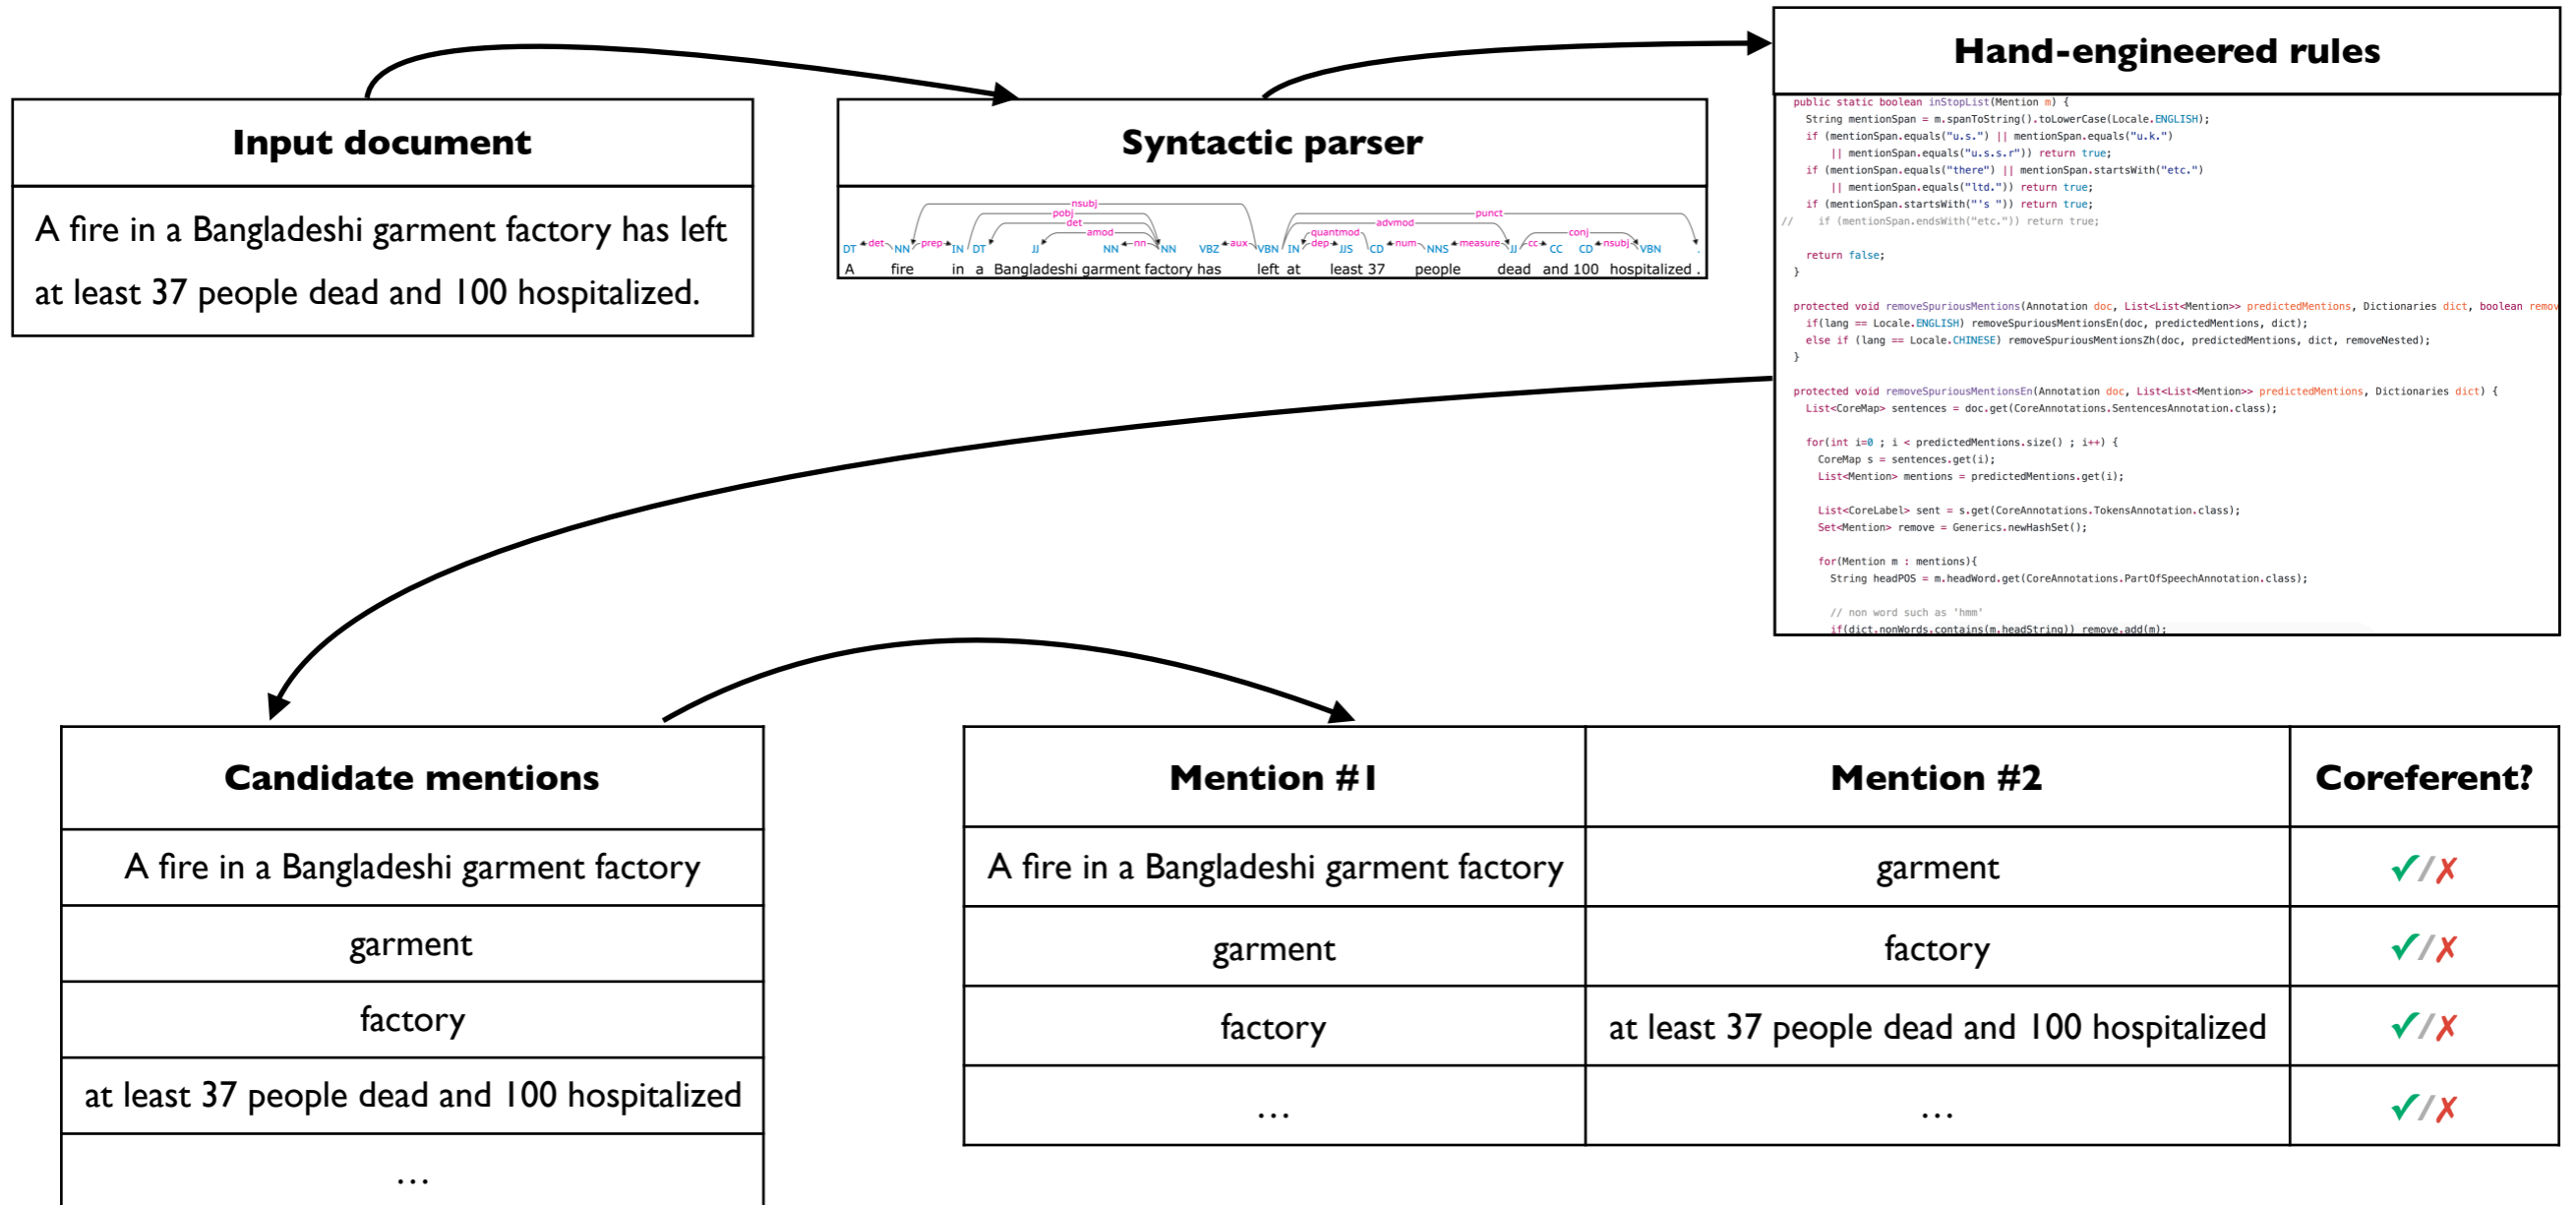 Input document
A fire in a Bangladeshi garment factory has left
at least 37 people dead and 100 hospitalized.
Syntactic parser
nsubj
pobj punct
det advmod
amod quantmod conj
DT det NN prep IN DT JJ NN nn NN VBZ aux VBN IN dep JJS CD num NNS measure JJ cc CC CD nsubj VBN .
A fire in a Bangladeshi garment factory has left at least 37 people dead and 100 hospitalized .
Hand-engineered rules
public static boolean inStopList(Mention m) {
String mentionSpan = m.spanToString().toLowerCase(Locale.ENGLISH);
if (mentionSpan.equals("u.s.") || mentionSpan.equals("u.k.")
|| mentionSpan.equals("u.s.s.r")) return true;
if (mentionSpan.equals("there") || mentionSpan.startsWith("etc.")
|| mentionSpan.equals("ltd.")) return true;
if (mentionSpan.startsWith("'s ")) return true;
// if (mentionSpan.endsWith("etc.")) return true;
return false;
}
protected void removeSpuriousMentions(Annotation doc, List<List<Mention>> predictedMentions, Dictionaries dict, boolean remov
if(lang == Locale.ENGLISH) removeSpuriousMentionsEn(doc, predictedMentions, dict);
else if (lang == Locale.CHINESE) removeSpuriousMentionsZh(doc, predictedMentions, dict, removeNested);
}
protected void removeSpuriousMentionsEn(Annotation doc, List<List<Mention>> predictedMentions, Dictionaries dict) {
List<CoreMap> sentences = doc.get(CoreAnnotations.SentencesAnnotation.class);
for(int i=0 ; i < predictedMentions.size() ; i++) {
CoreMap s = sentences.get(i);
List<Mention> mentions = predictedMentions.get(i);
List<CoreLabel> sent = s.get(CoreAnnotations.TokensAnnotation.class);
Set<Mention> remove = Generics.newHashSet();
for(Mention m : mentions){
String headPOS = m.headWord.get(CoreAnnotations.PartOfSpeechAnnotation.class);
// non word such as 'hmm'
if(dict.nonWords.contains(m.headString)) remove.add(m);
Candidate mentions
A fire in a Bangladeshi garment factory
garment
factory
at least 37 people dead and 100 hospitalized
…
Mention #1 Mention #2 Coreferent?
A fire in a Bangladeshi garment factory garment ✓/✗
garment factory ✓/✗
factory at least 37 people dead and 100 hospitalized ✓/✗
… … ✓/✗